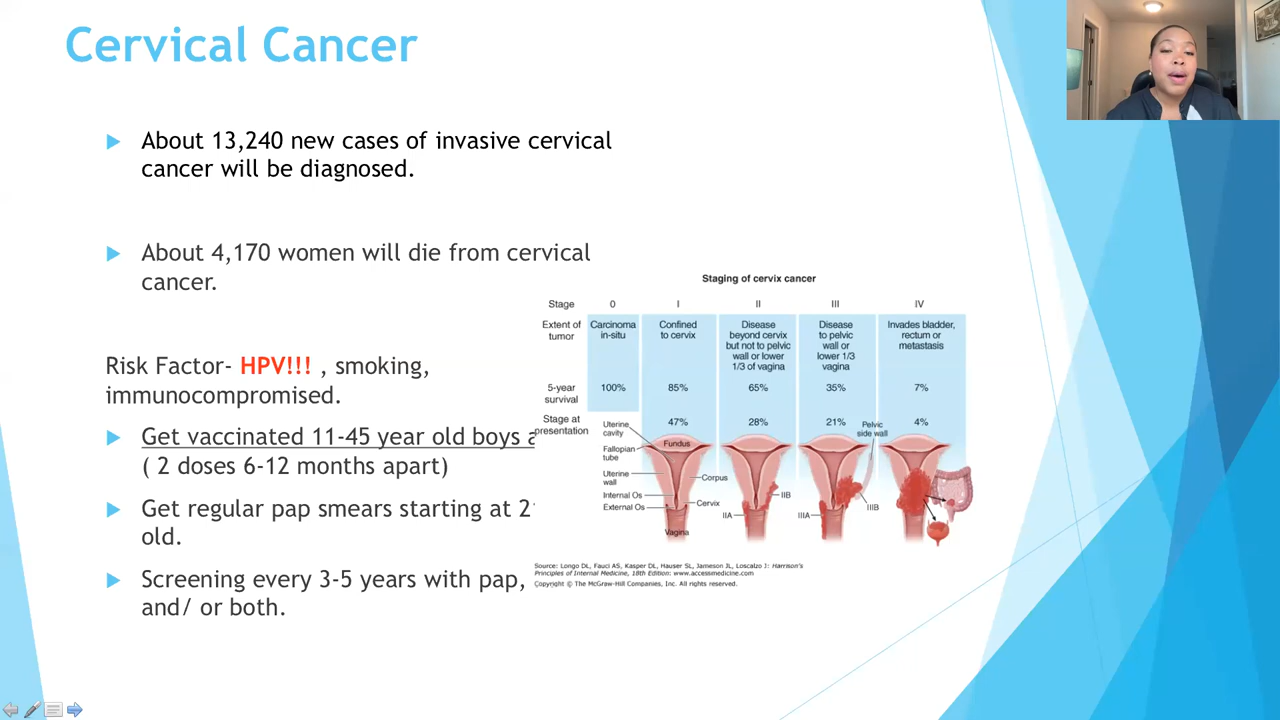 Cervical Cancer
About 13,240 new cases of invasive cervical
cancer will be diagnosed.
About 4,170 women will die from cervical
cancer.
Risk Factor- HPV!!! , smoking,
immunocompromised.
Get vaccinated 11-45 year old boys
( 2 doses 6-12 months apart)
Get regular pap smears starting at
old.
Screening every 3-5 years with pap,
and/ or both.
Staging of cervix cancer
Stage 0 I II III IV
Extent of tumor
Carcinoma in-situ
Confined to cervix
Disease beyond cervix but not to pelvic wall or lower 1/3 of vagina
Disease to pelvic wall or lower 1/3 vagina
Invades bladder, rectum or metastasis
5-year survival 100% 85% 65% 35% 7%
Stage at presentation 47% 28% 21% 4%
Uterine cavity
Fundus
Pelvic side wall
Fallopian tube
Uterine wall
Corpus
Internal Os
External Os
Cervix
Vagina
IIA
IIB
IIIA
IIIB
Source: Longo DL, Fauci AS, Kasper DL, Hauser SL, Jameson JL, Loscalzo J: Harrison's
Principles of Internal Medicine, 18th Edition: www.accessmedicine.com
Copyright © The McGraw-Hill Companies, Inc. All rights reserved.